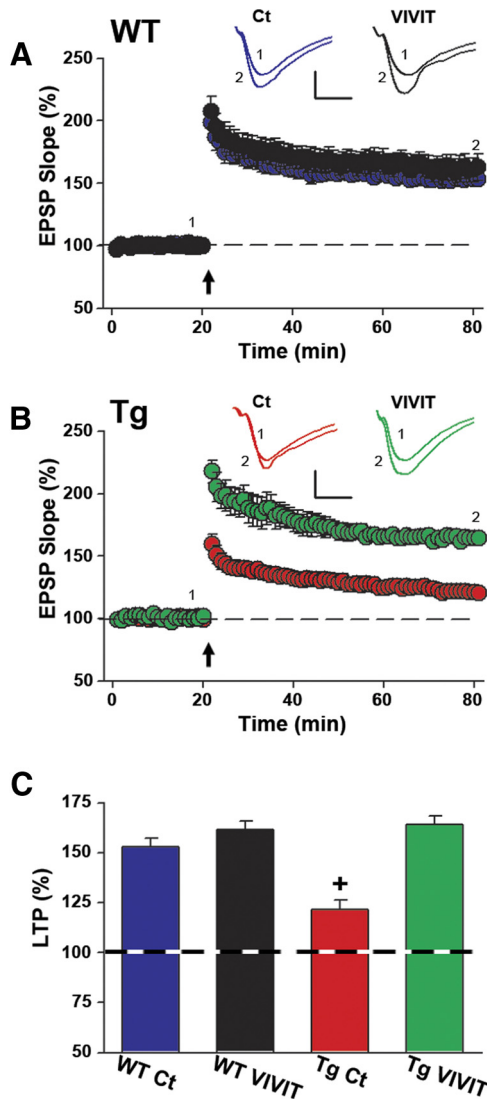 A
WT
Ct
VIVIT
1
2
1
2
EPSP Slope (%)
250
200
150
100
50
1
2
0
20
40
60
80
Time (min)
B
Tg
Ct
VIVIT
1
2
1
2
EPSP Slope (%)
250
200
150
100
50
1
2
0
20
40
60
80
Time (min)
C
LTP (%)
175
150
125
100
75
50
+
WT Ct
WT VIVIT
Tg Ct
Tg VIVIT